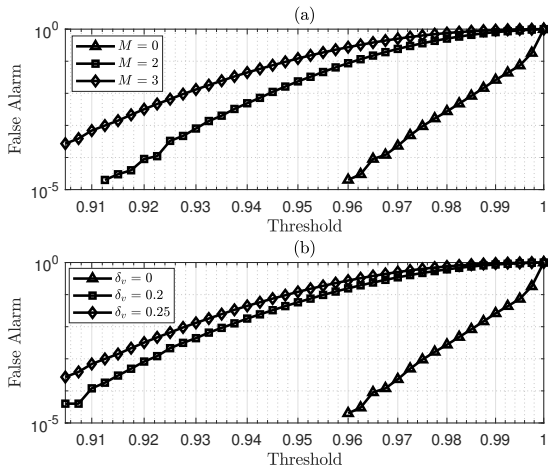 (a)
10^0
M = 0
M = 2
M = 3
False Alarm
10^-5
0.91 0.92 0.93 0.94 0.95 0.96 0.97 0.98 0.99 1
Threshold
(b)
10^0
δ_v = 0
δ_v = 0.2
δ_v = 0.25
False Alarm
10^-5
0.91 0.92 0.93 0.94 0.95 0.96 0.97 0.98 0.99 1
Threshold